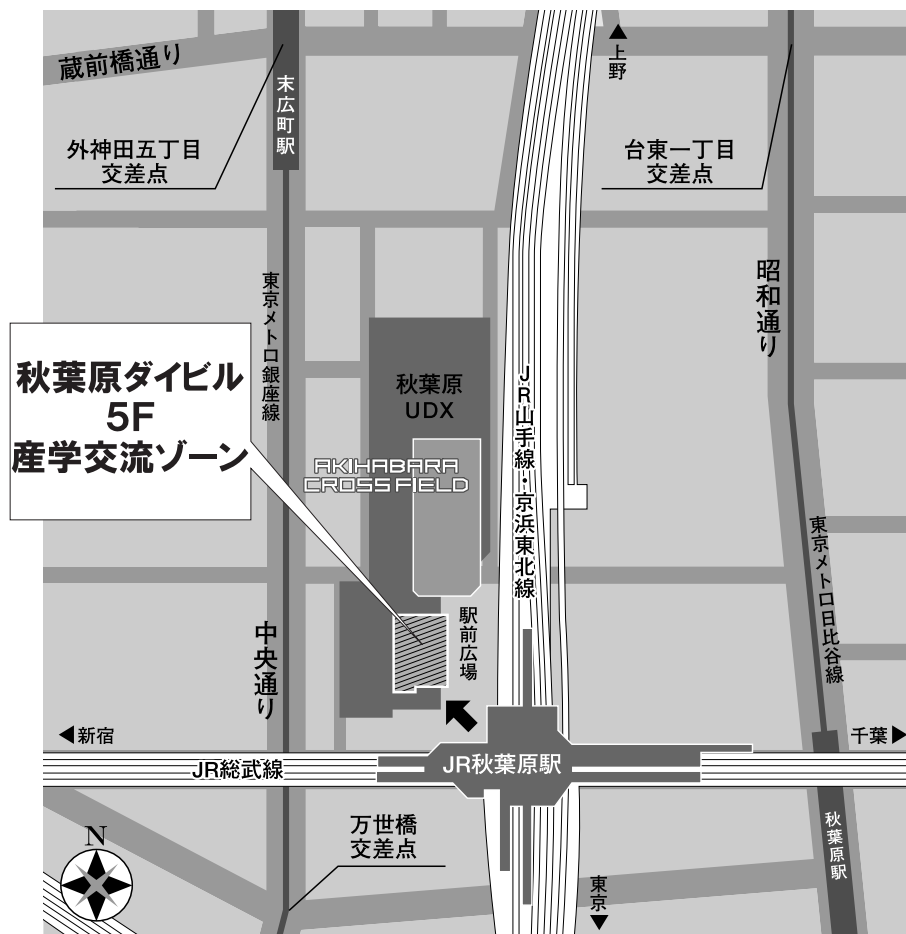 蔵前橋通り
末広町駅
▲上野
外神田五丁目
交差点
台東一丁目
交差点
東京メトロ銀座線
昭和通り
秋葉原ダイビル
5F
産学交流ゾーン
秋葉原
UDX
AKIHABARA
CROSS FIELD
JR山手線・京浜東北線
東京メトロ日比谷線
駅前広場
中央通り
◀新宿
千葉▶
JR総武線
JR秋葉原駅
秋葉原駅
万世橋
交差点
N
東京▼